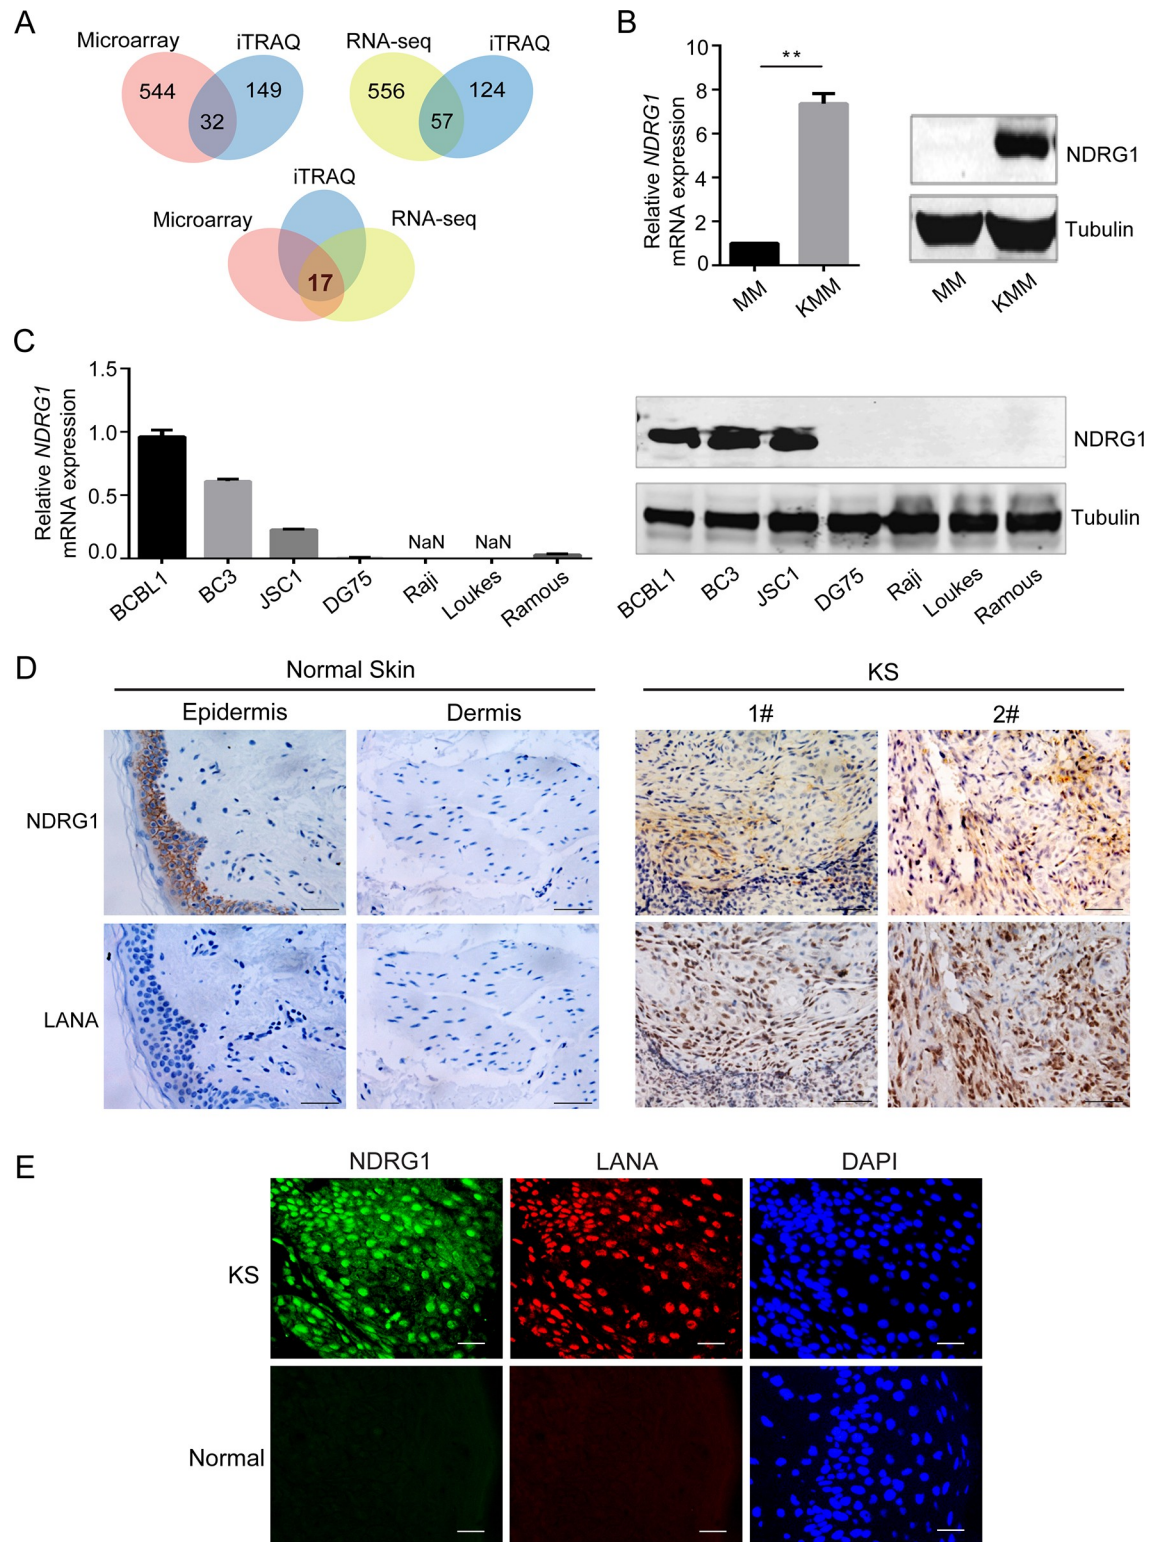 A
Microarray
iTRAQ
544
149
32
RNA-seq
iTRAQ
556
124
57
iTRAQ
Microarray
RNA-seq
17
B
Relative NDRG1
mRNA expression
10
8
6
4
2
0
**
MM
KMM
NDRG1
Tubulin
MM
KMM
C
Relative NDRG1
mRNA expression
1.5
1.0
0.5
0.0
NaN
NaN
BCBL1
BC3
JSC1
DG75
Raji
Loukes
Ramous
NDRG1
Tubulin
BCBL1
BC3
JSC1
DG75
Raji
Loukes
Ramous
D
Normal Skin
KS
Epidermis
Dermis
1#
2#
NDRG1
LANA
E
NDRG1
LANA
DAPI
KS
Normal